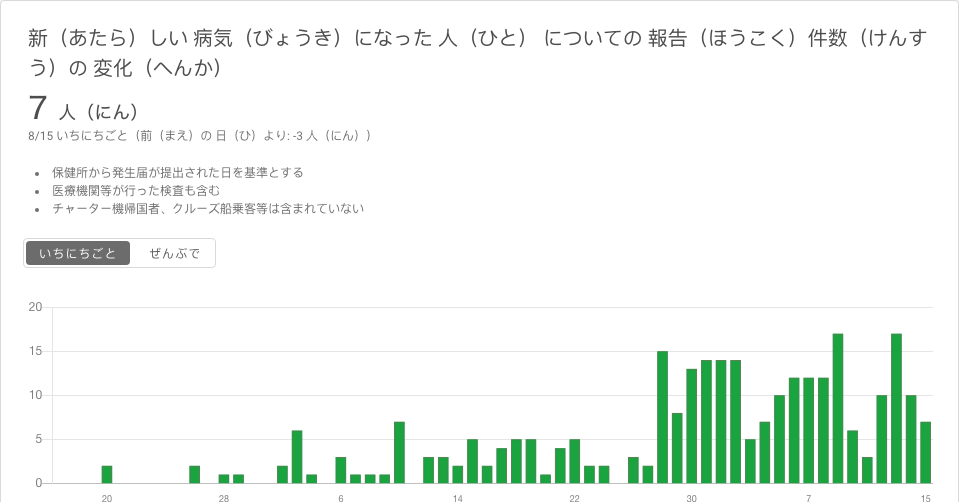 新（あたら）しい 病気（びょうき）になった 人（ひと） についての 報告（ほうこく）件数（けんす
う）の 変化（へんか）
7 人（にん）
8/15 いちにちごと（前（まえ）の 日（ひ）より: -3 人（にん））
保健所から発生届が提出された日を基準とする
医療機関等が行った検査も含む
チャーター機帰国者、クルーズ船乗客等は含まれていない
いちにちごと ぜんぶで
20
15
10
5
0
20 28 6 14 22 30 7 15